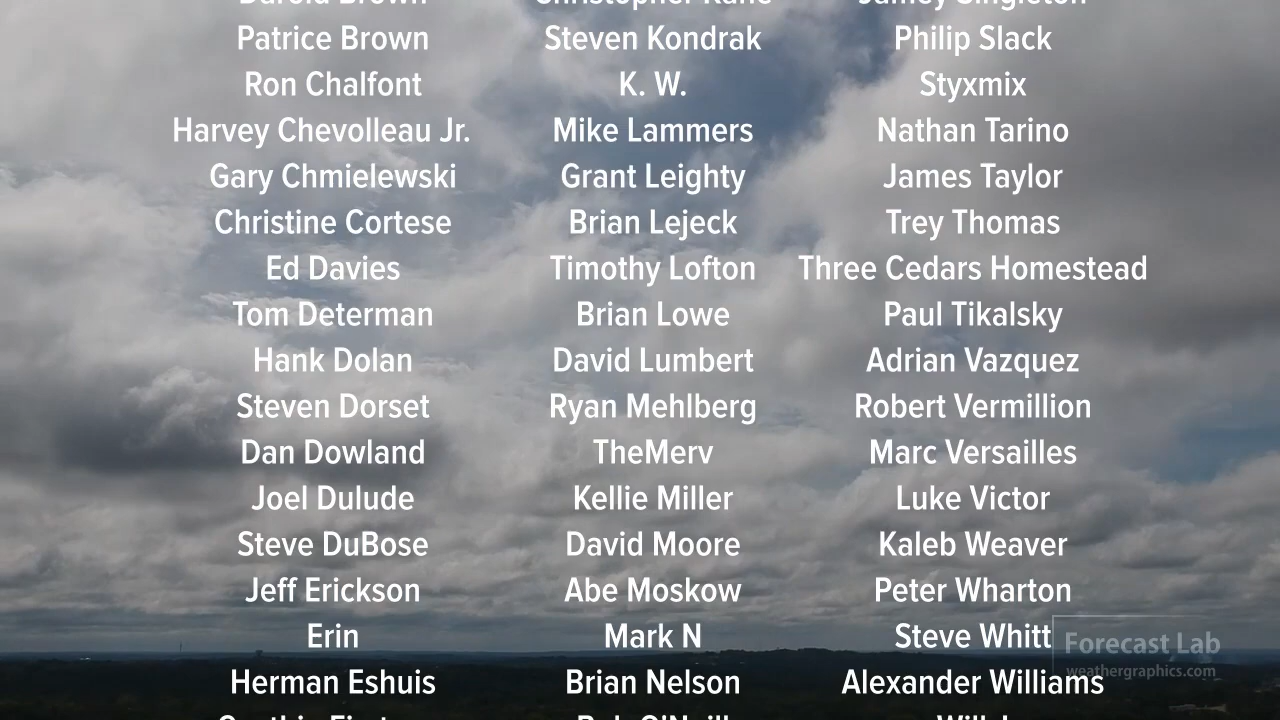 Patrice Brown
Ron Chalfont
Harvey Chevolleau Jr.
Gary Chmielewski
Christine Cortese
Ed Davies
Tom Determan
Hank Dolan
Steven Dorset
Dan Dowland
Joel Dulude
Steve DuBose
Jeff Erickson
Erin
Herman Eshuis
Steven Kondrak
K. W.
Mike Lammers
Grant Leighty
Brian Lejeck
Timothy Lofton
Brian Lowe
David Lumbert
Ryan Mehlberg
TheMerv
Kellie Miller
David Moore
Abe Moskow
Mark N
Brian Nelson
Philip Slack
Styxmix
Nathan Tarino
James Taylor
Trey Thomas
Three Cedars Homestead
Paul Tikalsky
Adrian Vazquez
Robert Vermillion
Marc Versailles
Luke Victor
Kaleb Weaver
Peter Wharton
Steve Whitt
Alexander Williams
Forecast Lab
weathergraphics.com